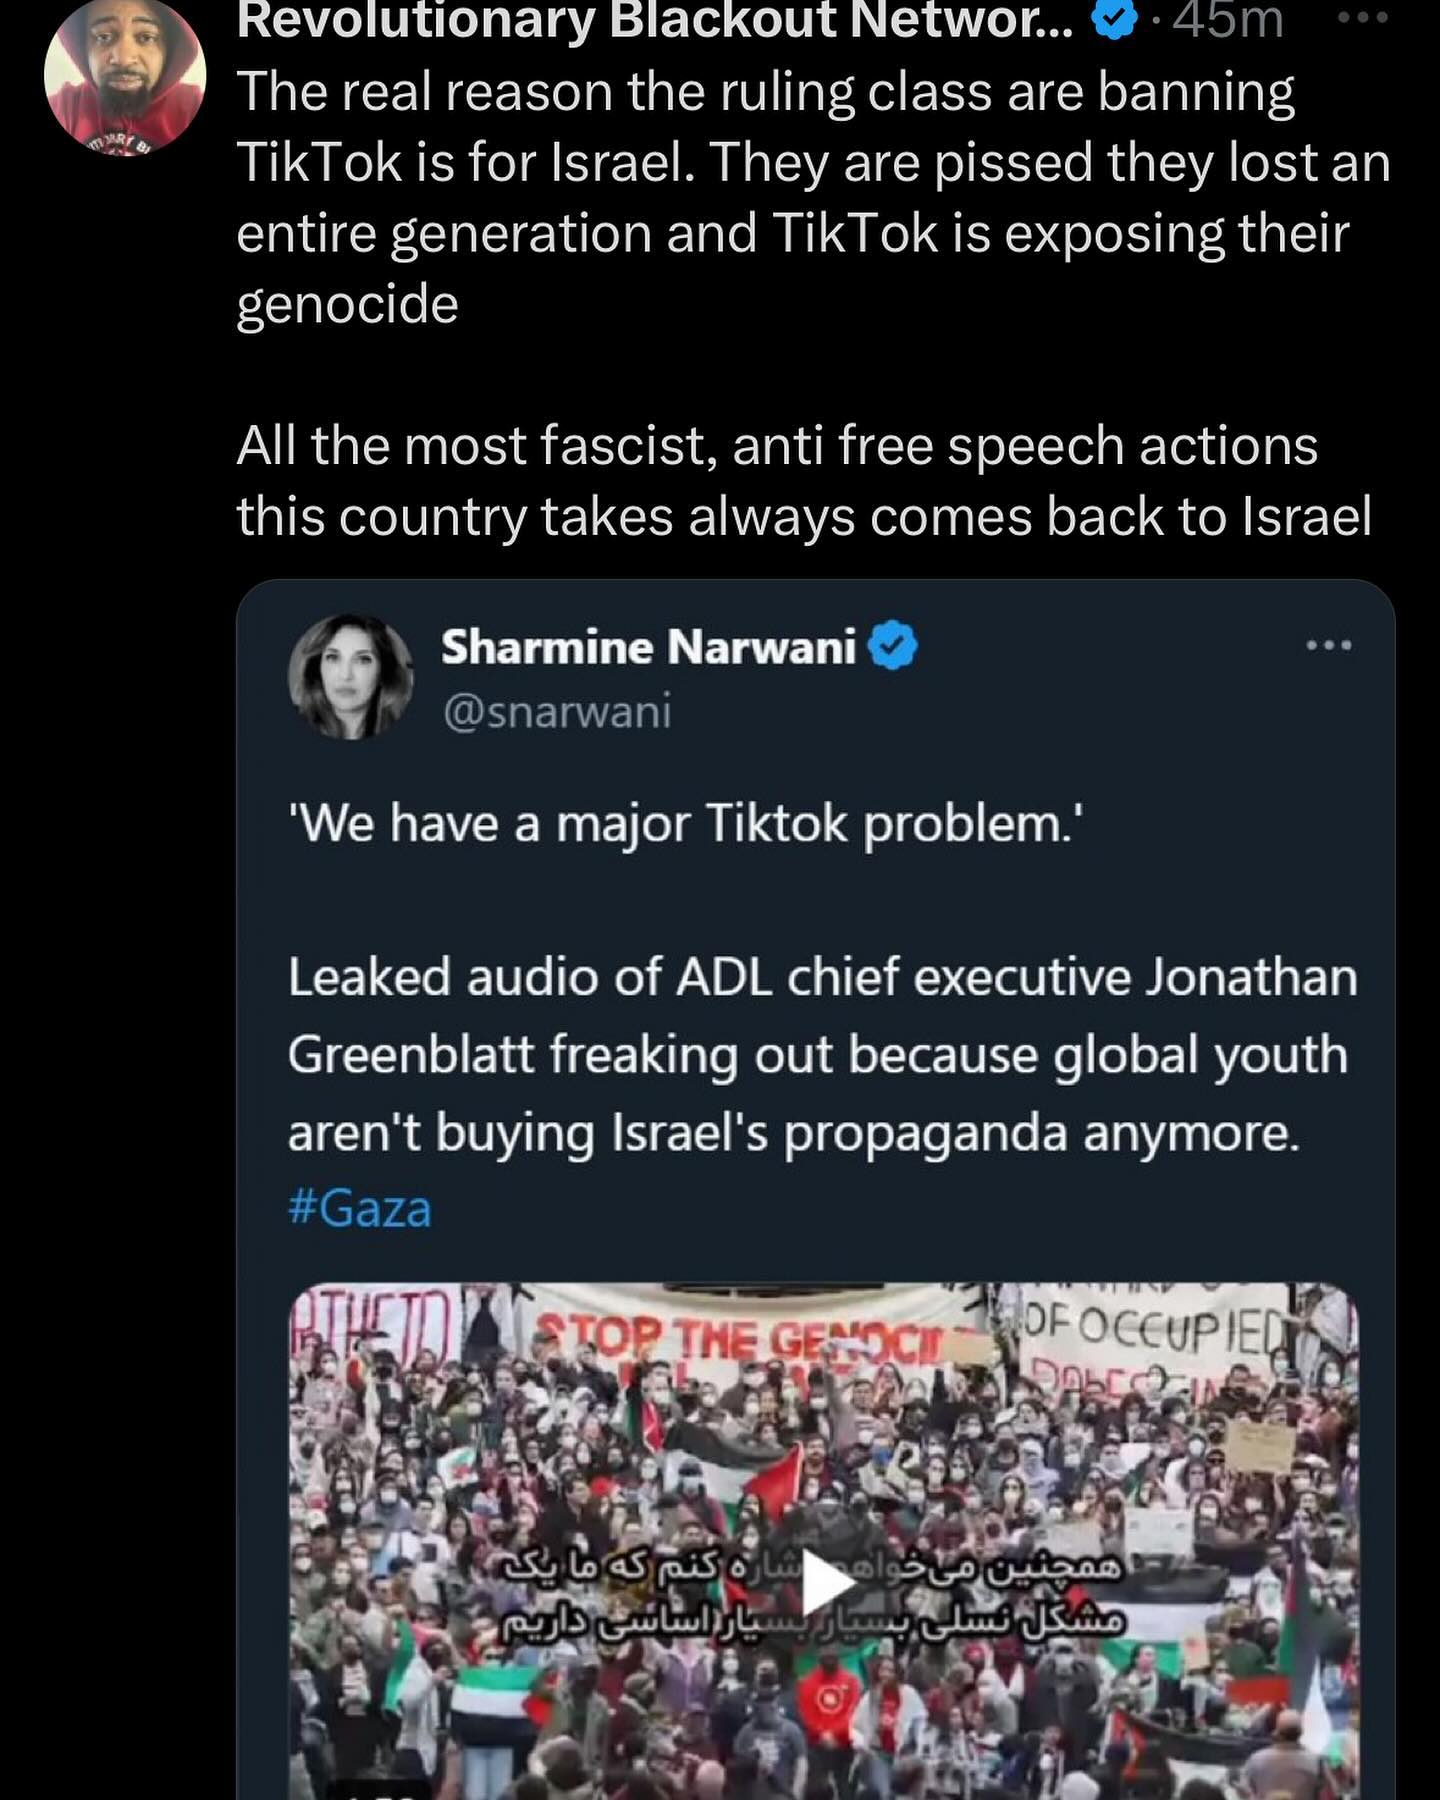 Revolutionary Blackout Networ... · 45m
The real reason the ruling class are banning
TikTok is for Israel. They are pissed they lost an
entire generation and TikTok is exposing their
genocide
All the most fascist, anti free speech actions
this country takes always comes back to Israel
Sharmine Narwani
@snarwani
'We have a major Tiktok problem.'
Leaked audio of ADL chief executive Jonathan
Greenblatt freaking out because global youth
aren't buying Israel's propaganda anymore.
#Gaza
STOP THE
OF OCCUPIED
همچنین می‌خواهم اشاره کنم که ما یک
مشکل نسلی بسیار بسیار اساسی داریم